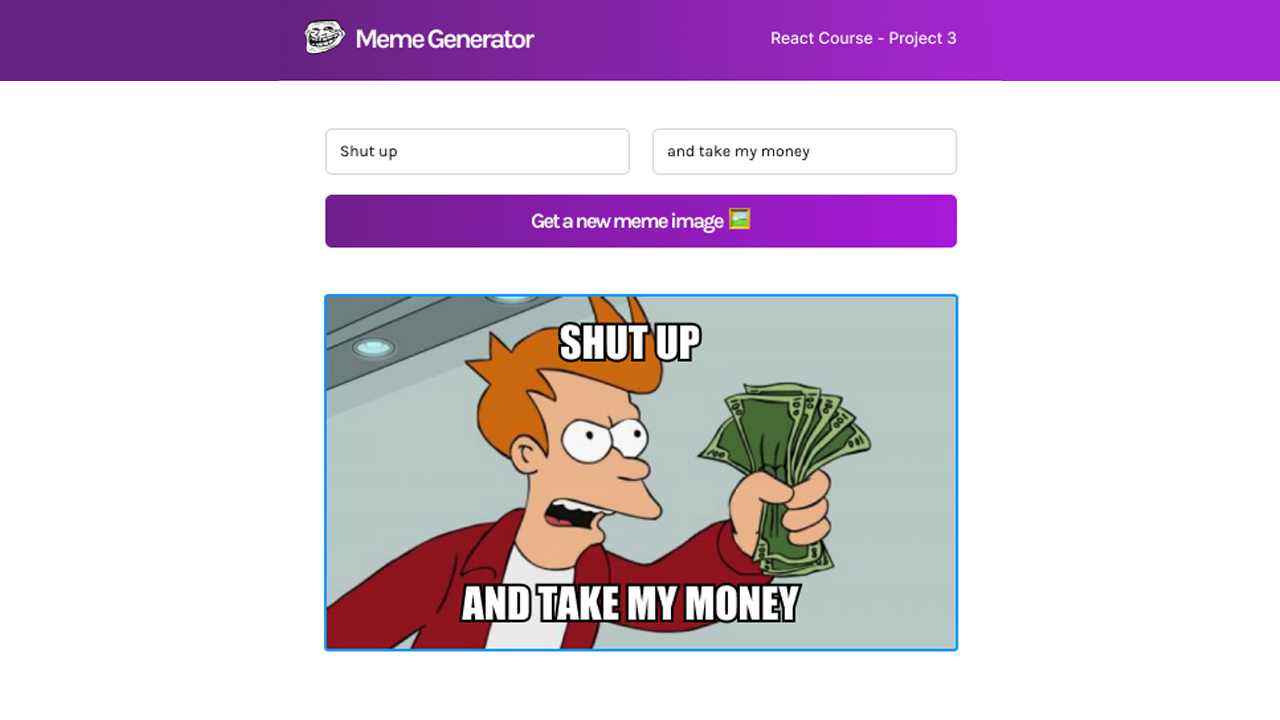 Meme Generator
React Course - Project 3
Shut up
and take my money
Get a new meme image 🖼️
SHUT UP
AND TAKE MY MONEY